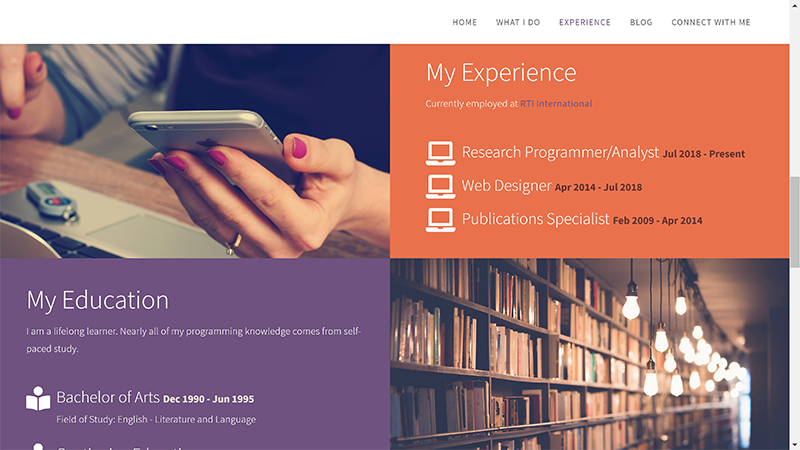 HOME WHAT I DO EXPERIENCE BLOG CONNECT WITH ME
My Experience
Currently employed at RTI International
Research Programmer/Analyst Jul 2018 - Present
Web Designer Apr 2014 - Jul 2018
Publications Specialist Feb 2009 - Apr 2014
My Education
I am a lifelong learner. Nearly all of my programming knowledge comes from self-
paced study.
Bachelor of Arts Dec 1990 - Jun 1995
Field of Study: English - Literature and Language